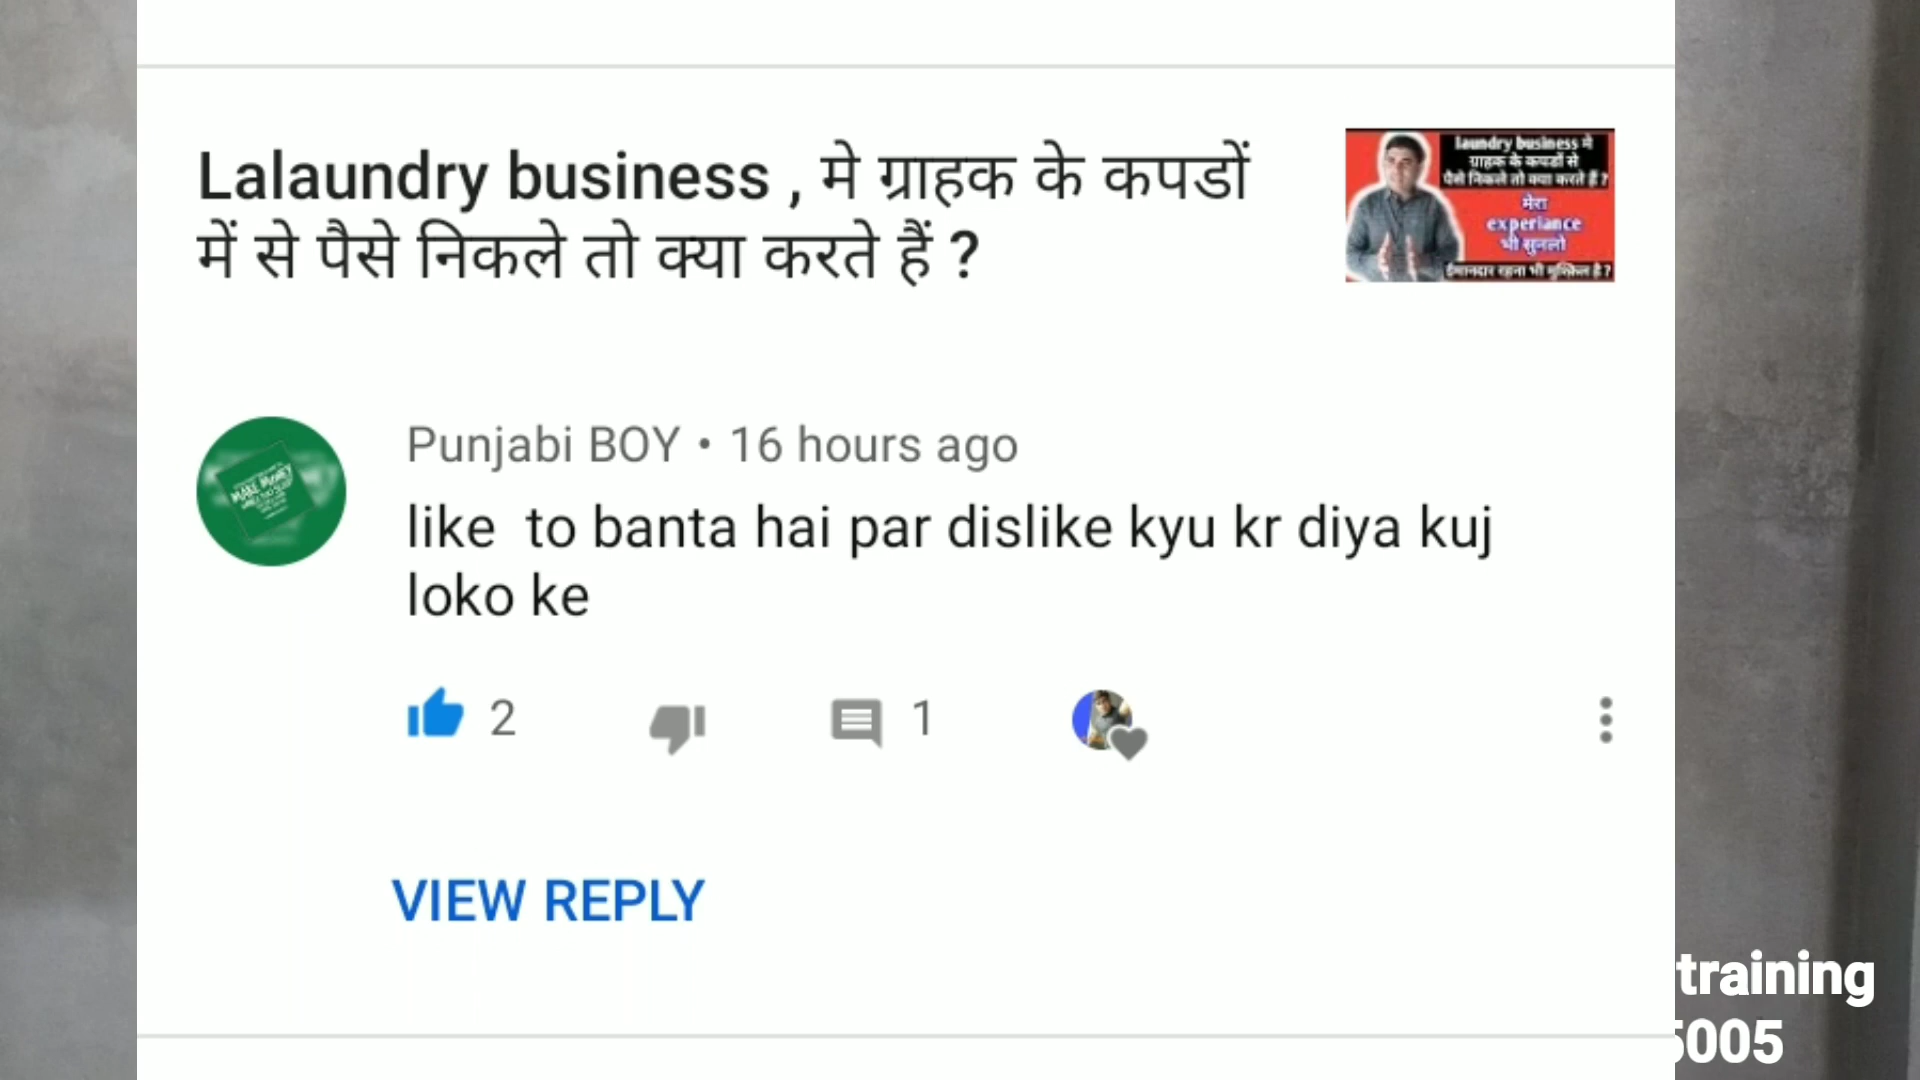 Lalaundry business , मे ग्राहक के कपडों
में से पैसे निकले तो क्या करते हैं ?
laundry business मे
ग्राहक के कपडों से
पैसे निकले तो क्या करते हैं ?
मेरा
experiance
भी सुनलो
ईमानदार रहना भी मुश्किल है ?
Punjabi BOY • 16 hours ago
like to banta hai par dislike kyu kr diya kuj
loko ke
2
1
VIEW REPLY
training
5005